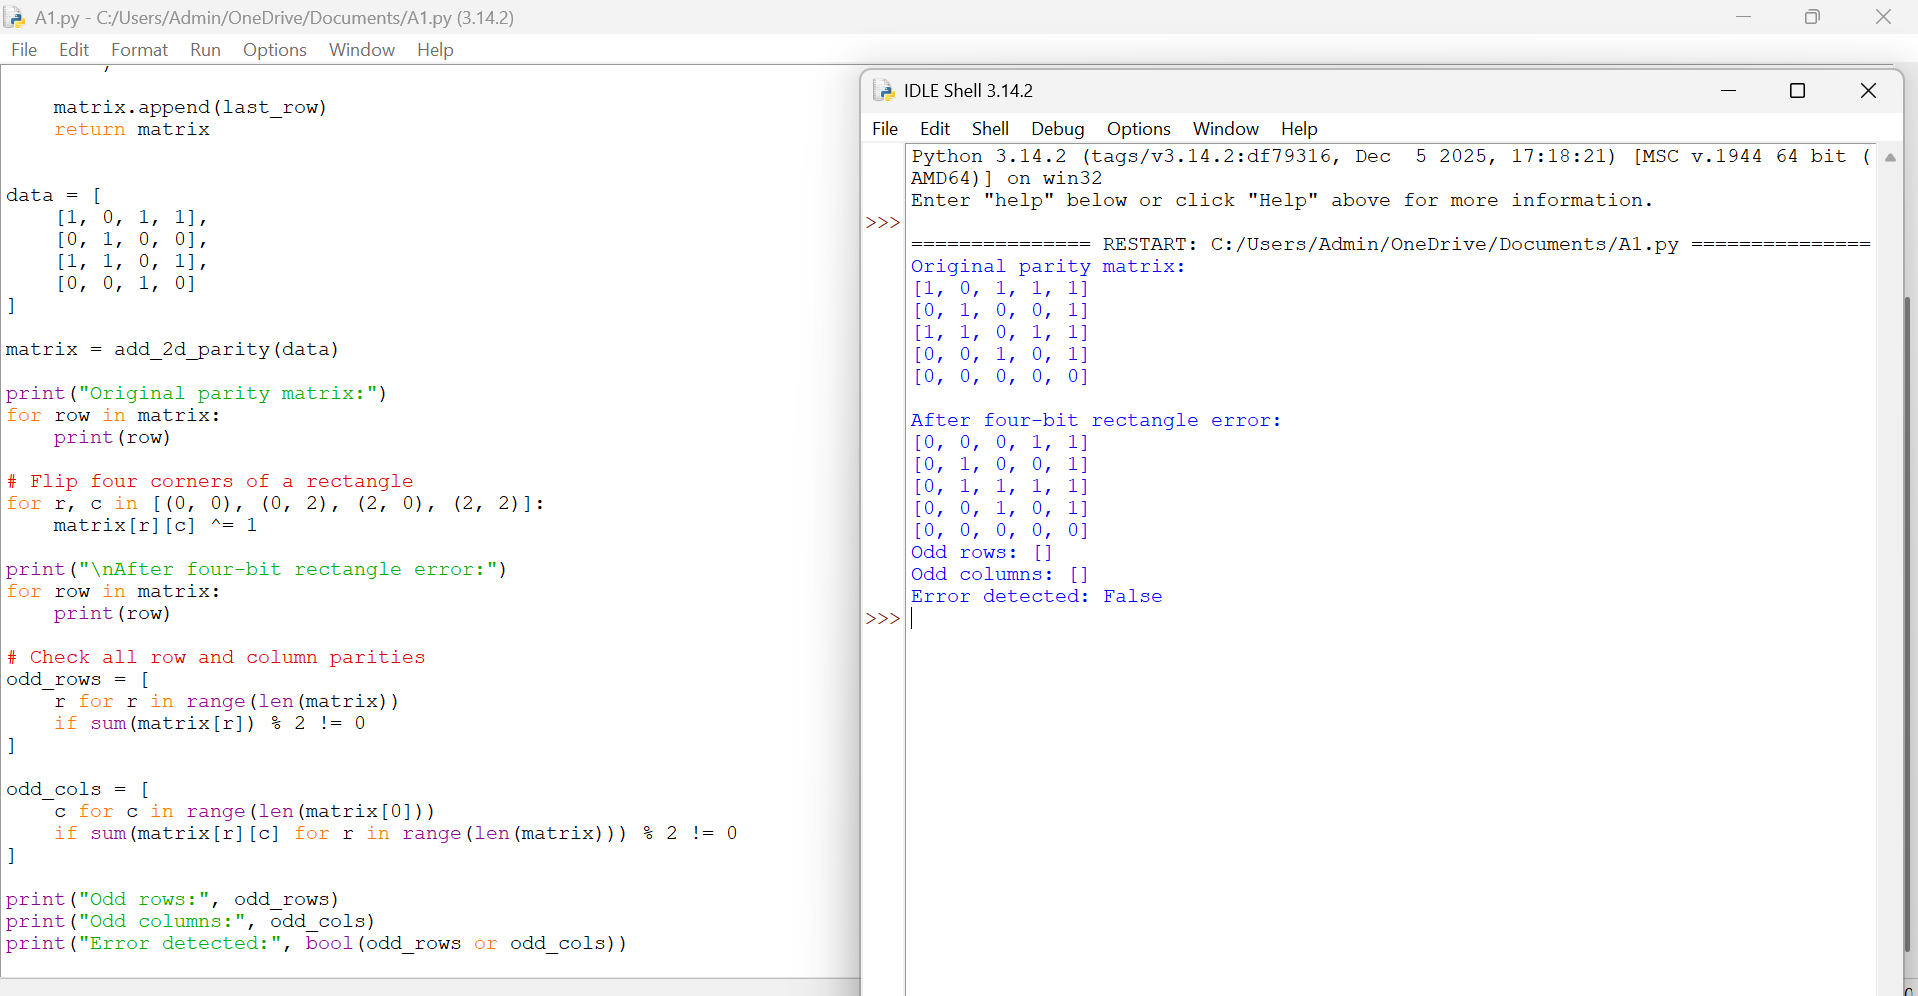 A1.py - C:/Users/Admin/OneDrive/Documents/A1.py (3.14.2)
File Edit Format Run Options Window Help
    matrix.append(last_row)
    return matrix
data = [
    [1, 0, 1, 1],
    [0, 1, 0, 0],
    [1, 1, 0, 1],
    [0, 0, 1, 0]
]
matrix = add_2d_parity(data)
print("Original parity matrix:")
for row in matrix:
    print(row)
# Flip four corners of a rectangle
for r, c in [(0, 0), (0, 2), (2, 0), (2, 2)]:
    matrix[r][c] ^= 1
print("\nAfter four-bit rectangle error:")
for row in matrix:
    print(row)
# Check all row and column parities
odd_rows = [
    r for r in range(len(matrix))
    if sum(matrix[r]) % 2 != 0
]
odd_cols = [
    c for c in range(len(matrix[0]))
    if sum(matrix[r][c] for r in range(len(matrix))) % 2 != 0
]
print("Odd rows:", odd_rows)
print("Odd columns:", odd_cols)
print("Error detected:", bool(odd_rows or odd_cols))
IDLE Shell 3.14.2
File Edit Shell Debug Options Window Help
Python 3.14.2 (tags/v3.14.2:df79316, Dec  5 2025, 17:18:21) [MSC v.1944 64 bit (
AMD64)] on win32
Enter "help" below or click "Help" above for more information.
>>>
=============== RESTART: C:/Users/Admin/OneDrive/Documents/A1.py ===============
Original parity matrix:
[1, 0, 1, 1, 1]
[0, 1, 0, 0, 1]
[1, 1, 0, 1, 1]
[0, 0, 1, 0, 1]
[0, 0, 0, 0, 0]
After four-bit rectangle error:
[0, 0, 0, 1, 1]
[0, 1, 0, 0, 1]
[0, 1, 1, 1, 1]
[0, 0, 1, 0, 1]
[0, 0, 0, 0, 0]
Odd rows: []
Odd columns: []
Error detected: False
>>>